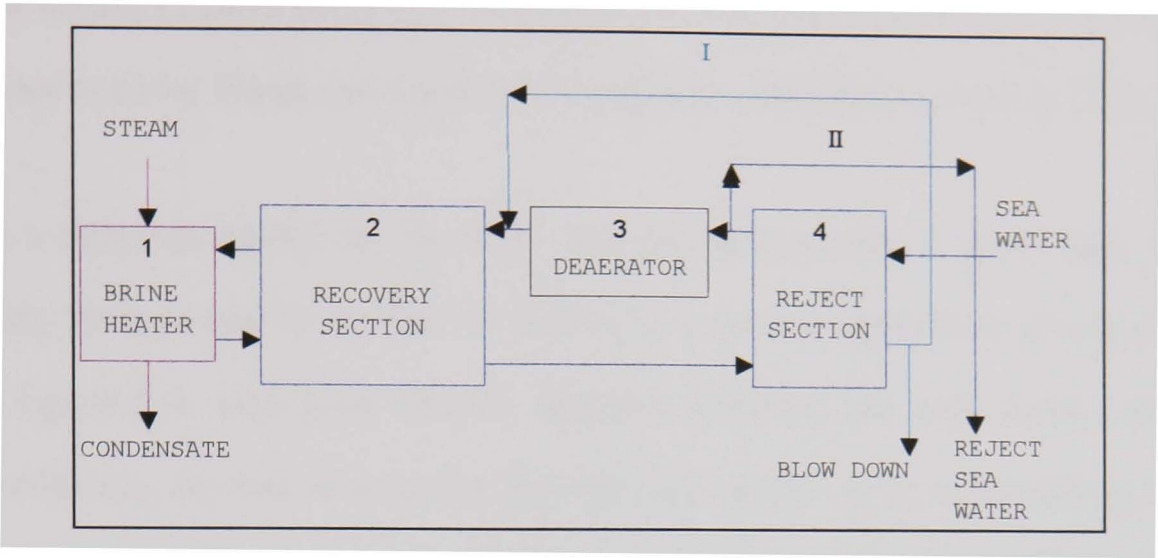 I
STEAM
II
1
BRINE
HEATER
2
RECOVERY
SECTION
3
DEAERATOR
4
REJECT
SECTION
SEA
WATER
CONDENSATE
BLOW DOWN
REJECT
SEA
WATER